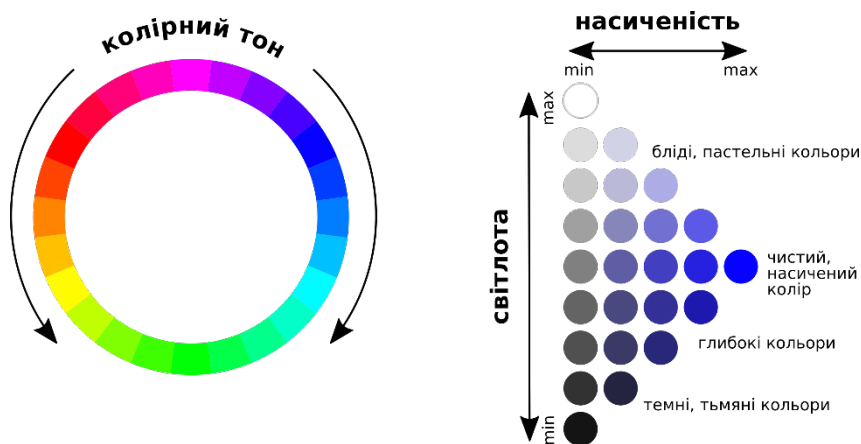 колірний тон
насиченість
min
max
max
світлота
min
бліді, пастельні кольори
чистий,
насичений
колір
глибокі кольори
темні, тьмяні кольори